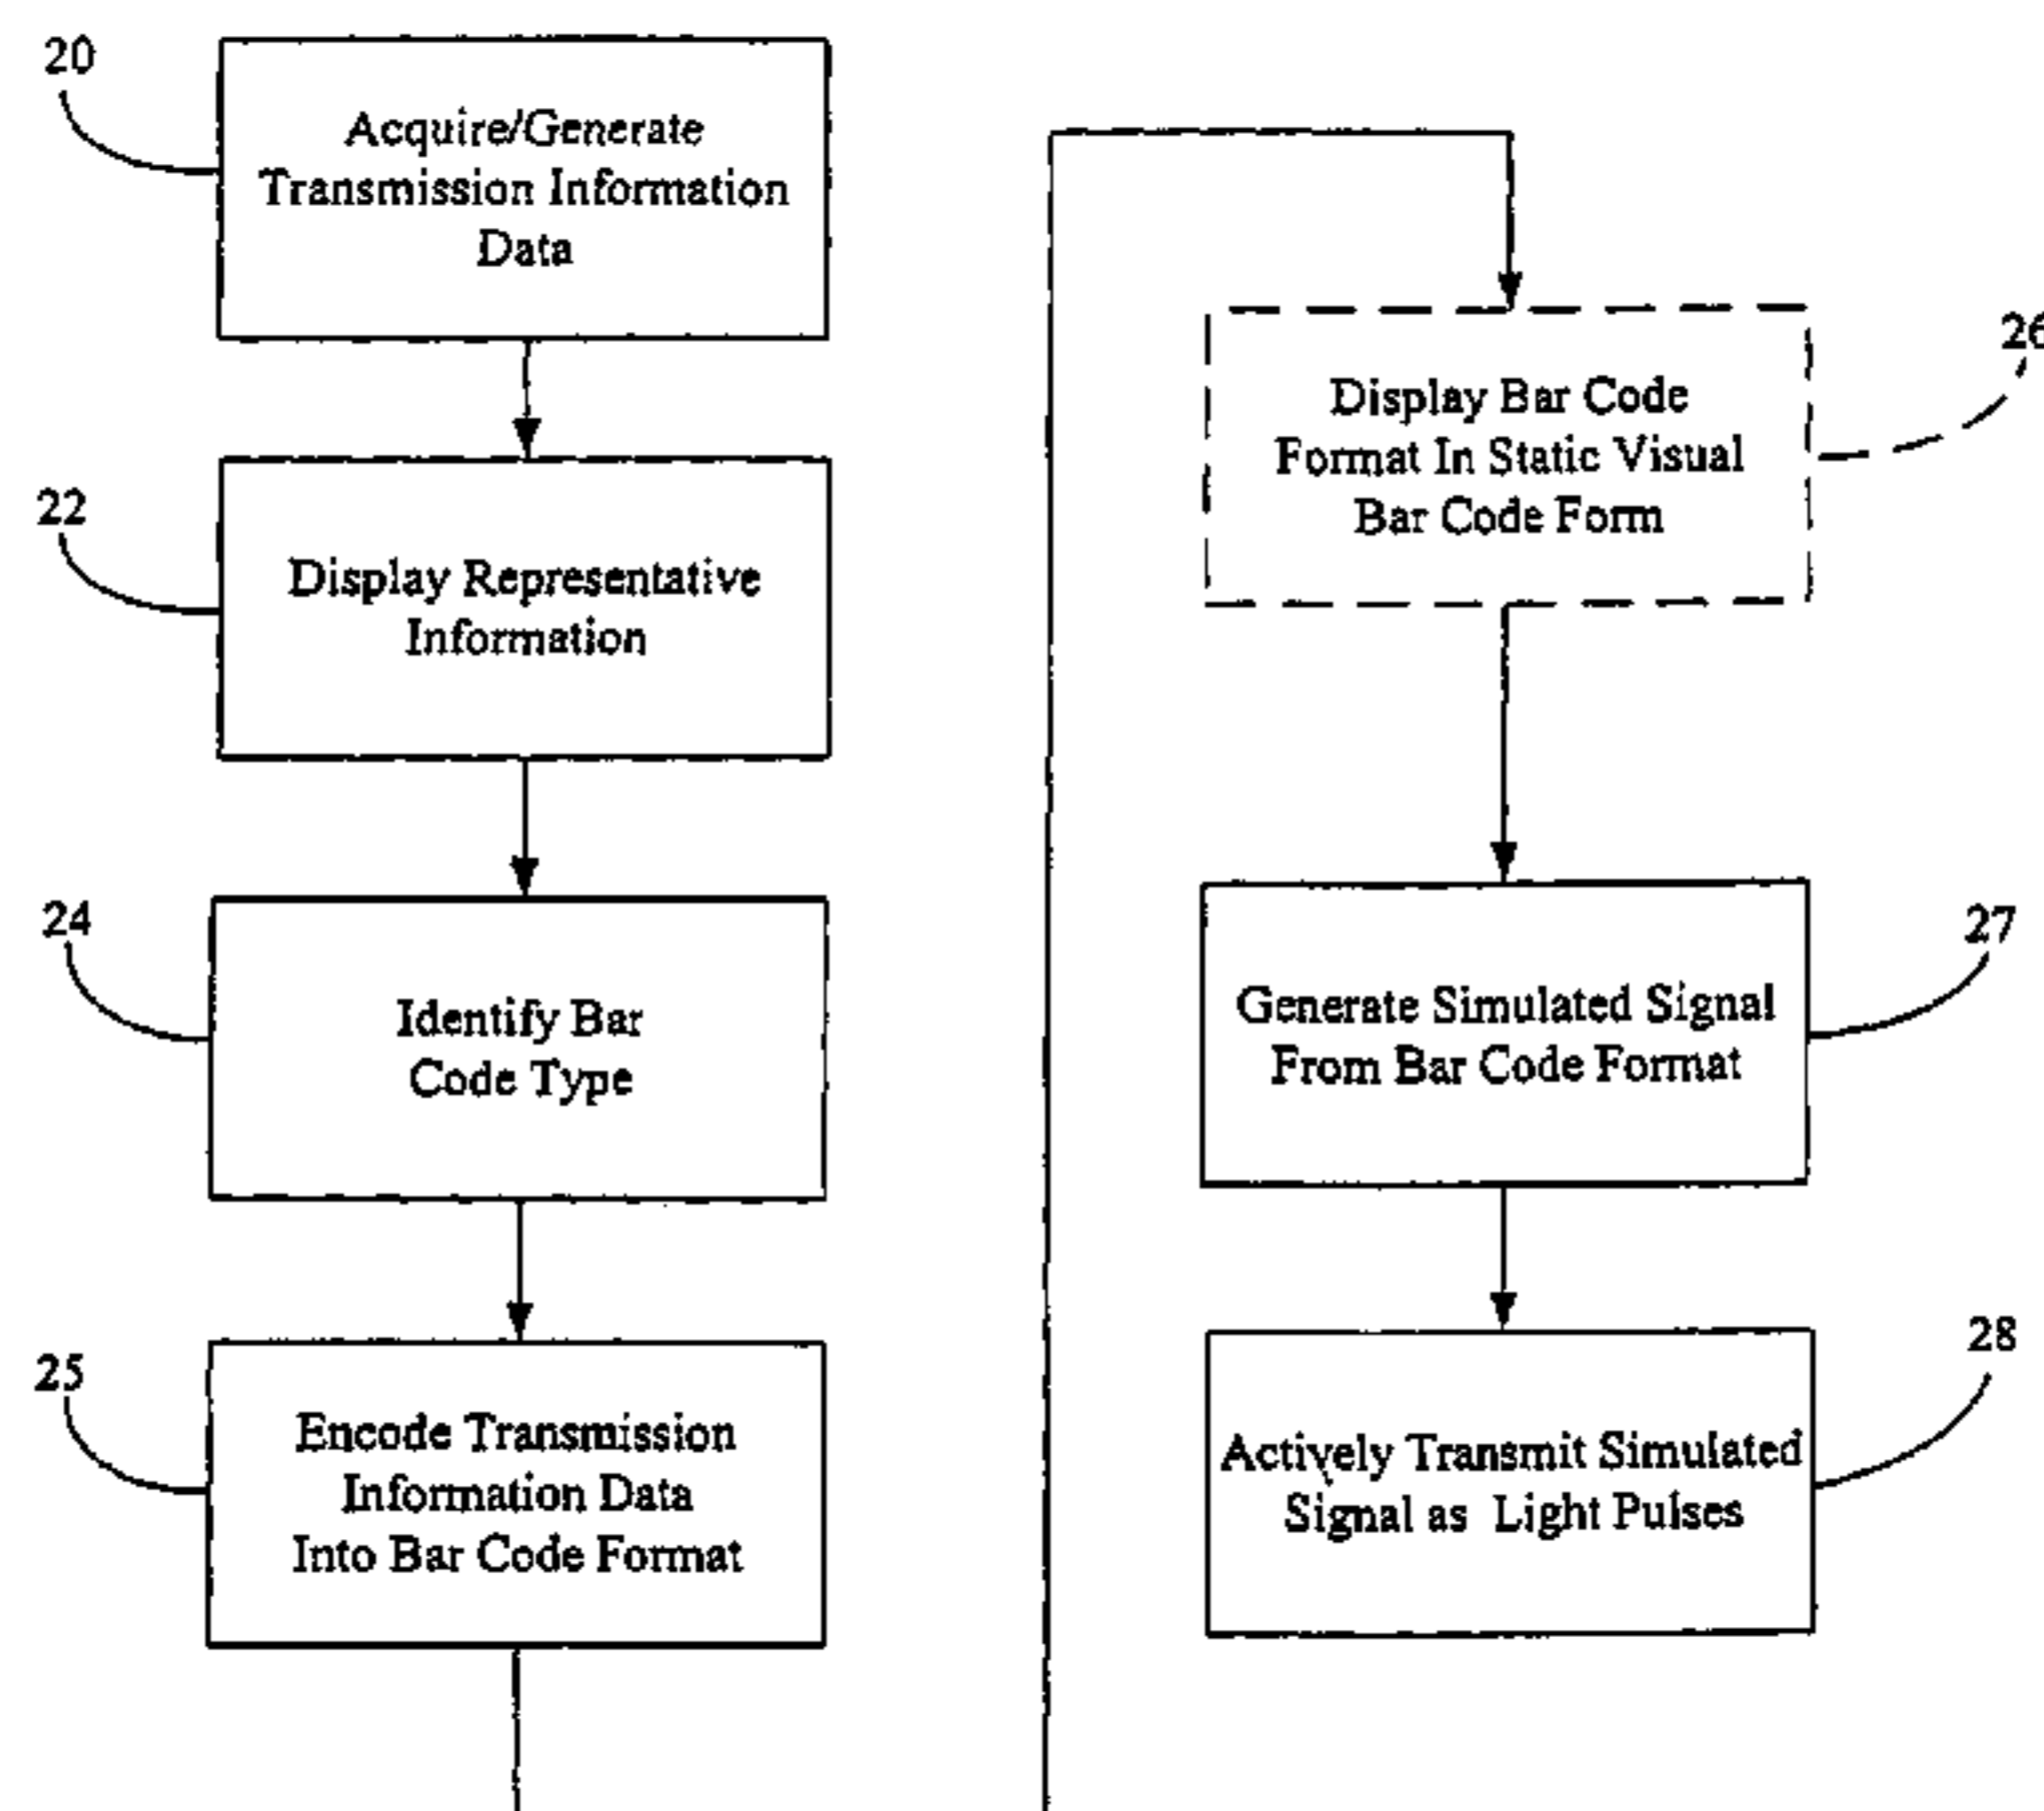 20
Acquire/Generate
Transmission Information
Data
22
Display Representative
Information
24
Identify Bar
Code Type
25
Encode Transmission
Information Data
Into Bar Code Format
26
Display Bar Code
Format In Static Visual
Bar Code Form
27
Generate Simulated Signal
From Bar Code Format
28
Actively Transmit Simulated
Signal as Light Pulses